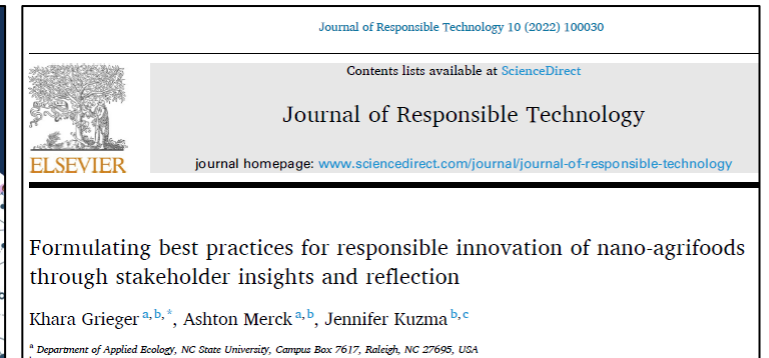 Journal of Responsible Technology 10 (2022) 100030
Contents lists available at ScienceDirect
Journal of Responsible Technology
ELSEVIER
journal homepage: www.sciencedirect.com/journal/journal-of-responsible-technology
Formulating best practices for responsible innovation of nano-agrifoods
through stakeholder insights and reflection
Khara Grieger a,b,*, Ashton Merck a,b, Jennifer Kuzma b,c
a Department of Applied Ecology, NC State University, Campus Box 7617, Raleigh, NC 27695, USA